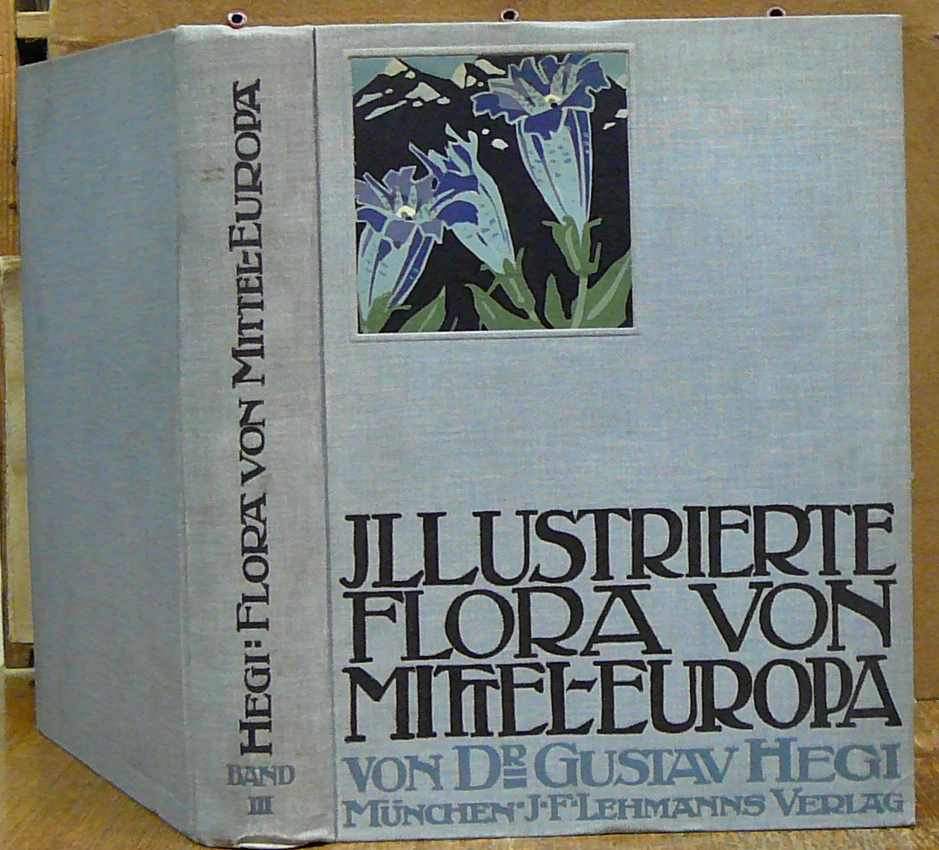 HEGI: FLORA VON MITTEL-EUROPA
BAND
III
JLLUSTRIERTE
FLORA VON
MITTEL-EUROPA
VON DR GUSTAV HEGI
MÜNCHEN · J · F · LEHMANNS VERLAG